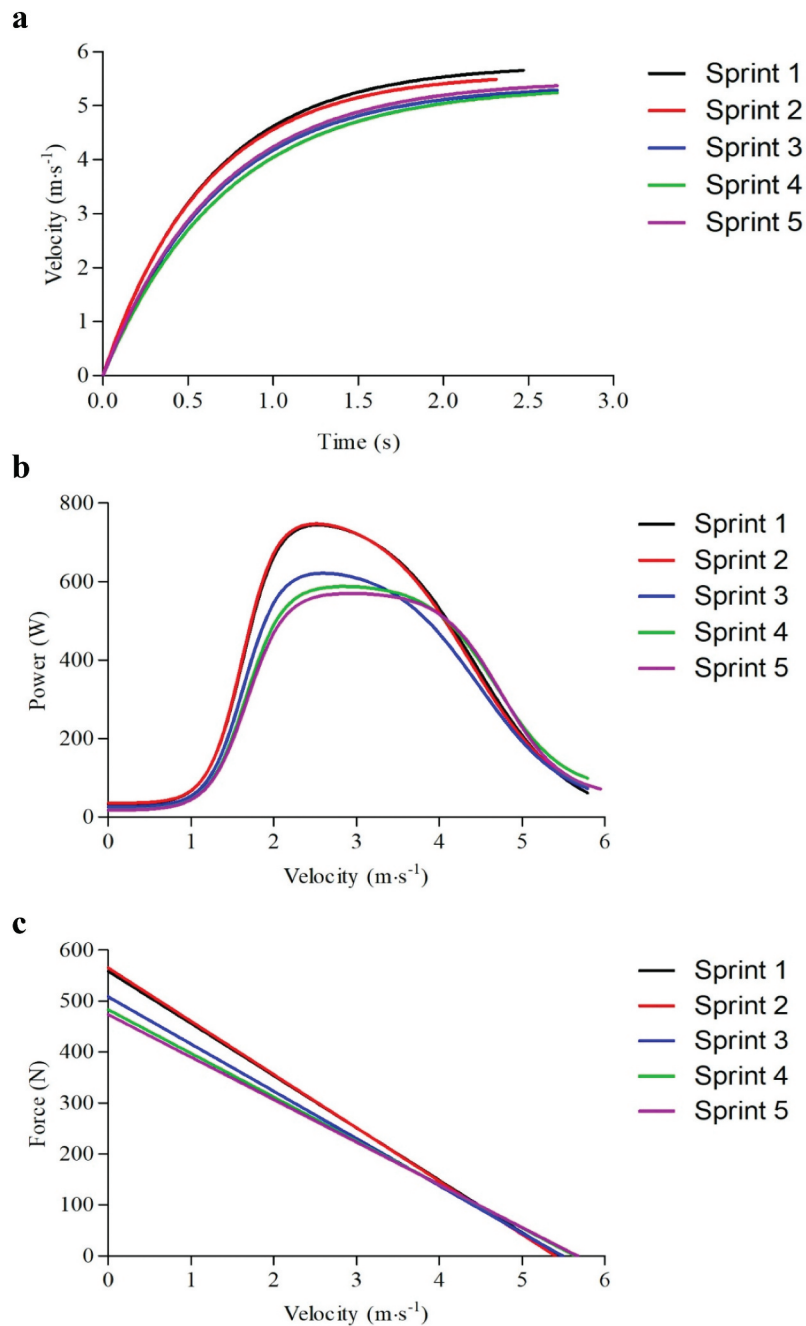 a
6
5
4
3
2
1
0
Velocity (m·s-1)
0.0 0.5 1.0 1.5 2.0 2.5 3.0
Time (s)
Sprint 1
Sprint 2
Sprint 3
Sprint 4
Sprint 5
b
800
600
400
200
0
Power (W)
0 1 2 3 4 5 6
Velocity (m·s-1)
Sprint 1
Sprint 2
Sprint 3
Sprint 4
Sprint 5
c
600
500
400
300
200
100
0
Force (N)
0 1 2 3 4 5 6
Velocity (m·s-1)
Sprint 1
Sprint 2
Sprint 3
Sprint 4
Sprint 5